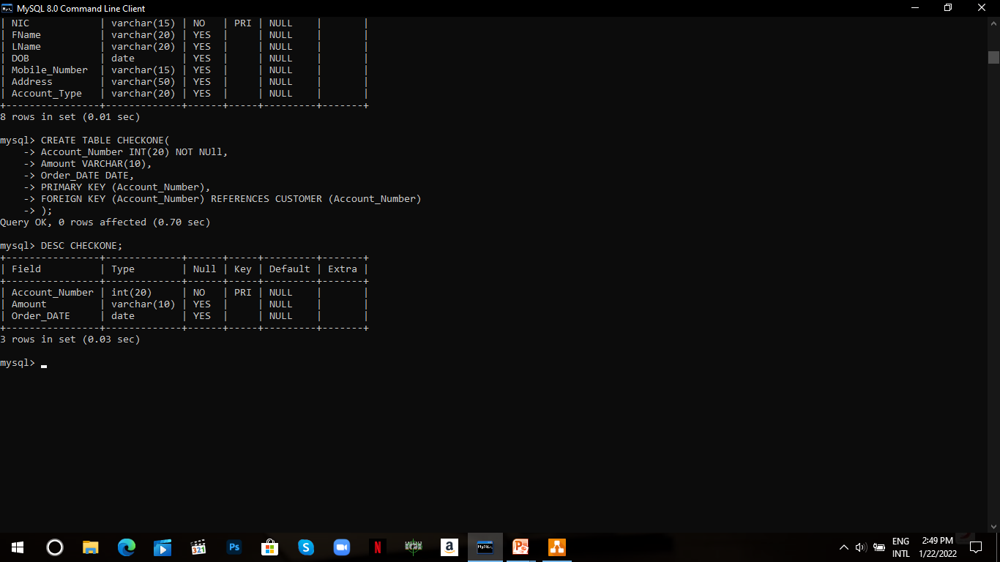 MySQL 8.0 Command Line Client
| NIC            | varchar(15) | NO   | PRI | NULL    |       |
| FName          | varchar(20) | YES  |     | NULL    |       |
| LName          | varchar(20) | YES  |     | NULL    |       |
| DOB            | date        | YES  |     | NULL    |       |
| Mobile_Number  | varchar(15) | YES  |     | NULL    |       |
| Address        | varchar(50) | YES  |     | NULL    |       |
| Account_Type   | varchar(20) | YES  |     | NULL    |       |
+----------------+-------------+------+-----+---------+-------+
8 rows in set (0.01 sec)
mysql> CREATE TABLE CHECKONE(
    -> Account_Number INT(20) NOT NUll,
    -> Amount VARCHAR(10),
    -> Order_DATE DATE,
    -> PRIMARY KEY (Account_Number),
    -> FOREIGN KEY (Account_Number) REFERENCES CUSTOMER (Account_Number)
    -> );
Query OK, 0 rows affected (0.70 sec)
mysql> DESC CHECKONE;
+----------------+-------------+------+-----+---------+-------+
| Field          | Type        | Null | Key | Default | Extra |
+----------------+-------------+------+-----+---------+-------+
| Account_Number | int(20)     | NO   | PRI | NULL    |       |
| Amount         | varchar(10) | YES  |     | NULL    |       |
| Order_DATE     | date        | YES  |     | NULL    |       |
+----------------+-------------+------+-----+---------+-------+
3 rows in set (0.03 sec)
mysql>
321
Ps
S
N
a
MySQL
P
ENG
INTL
2:49 PM
1/22/2022